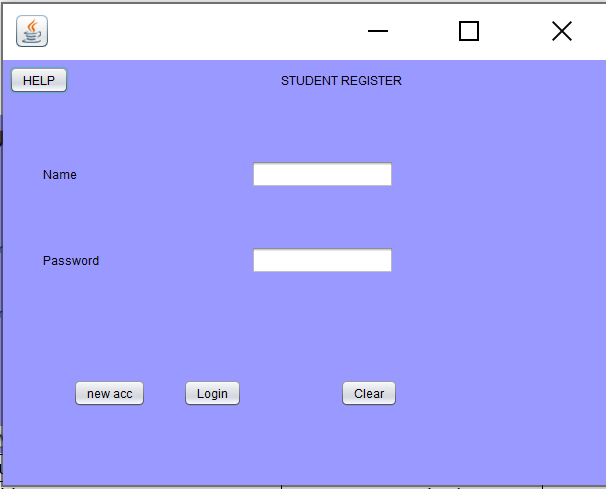 HELP STUDENT REGISTER
Name
Password
new acc Login Clear